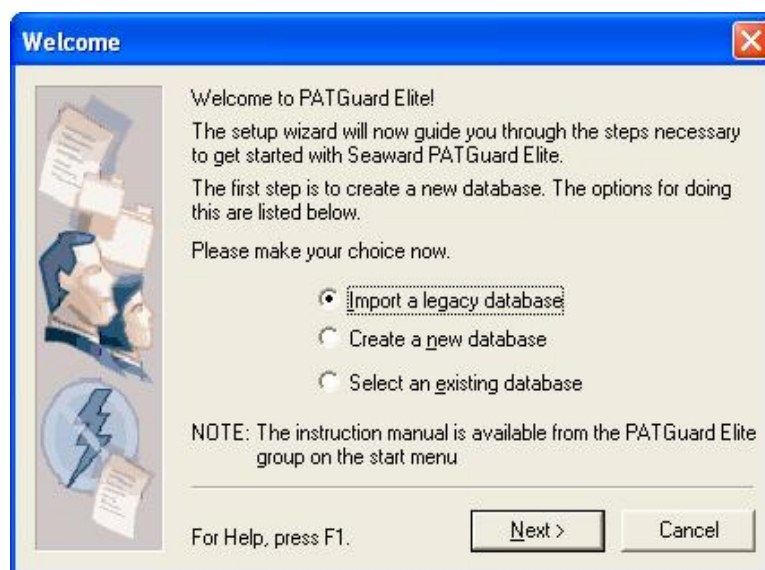 Welcome
Welcome to PATGuard Elite!
The setup wizard will now guide you through the steps necessary
to get started with Seaward PATGuard Elite.
The first step is to create a new database. The options for doing
this are listed below.
Please make your choice now.
Import a legacy database
Create a new database
Select an existing database
NOTE: The instruction manual is available from the PATGuard Elite
group on the start menu
For Help, press F1.
Next >
Cancel